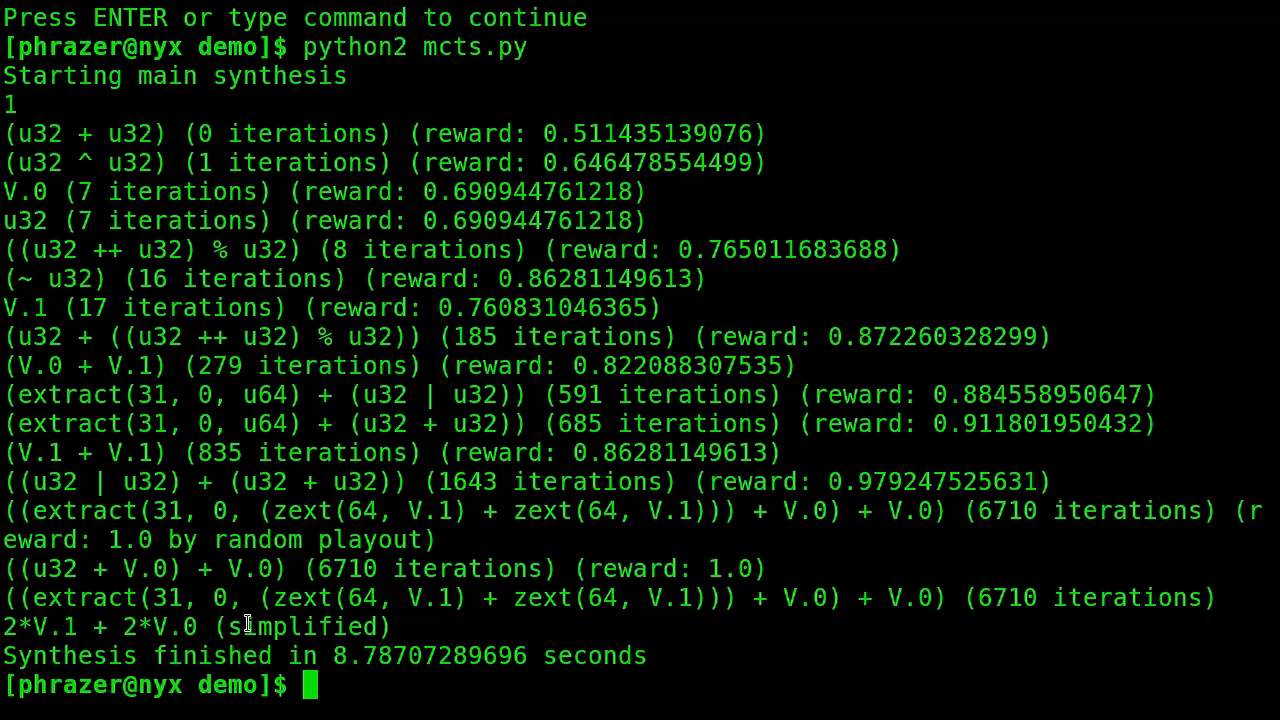 Press ENTER or type command to continue
[phrazer@nyx demo]$ python2 mcts.py
Starting main synthesis
1
(u32 + u32) (0 iterations) (reward: 0.511435139076)
(u32 ^ u32) (1 iterations) (reward: 0.646478554499)
V.0 (7 iterations) (reward: 0.690944761218)
u32 (7 iterations) (reward: 0.690944761218)
((u32 ++ u32) % u32) (8 iterations) (reward: 0.765011683688)
(~ u32) (16 iterations) (reward: 0.86281149613)
V.1 (17 iterations) (reward: 0.760831046365)
(u32 + ((u32 ++ u32) % u32)) (185 iterations) (reward: 0.872260328299)
(V.0 + V.1) (279 iterations) (reward: 0.822088307535)
(extract(31, 0, u64) + (u32 | u32)) (591 iterations) (reward: 0.884558950647)
(extract(31, 0, u64) + (u32 + u32)) (685 iterations) (reward: 0.911801950432)
(V.1 + V.1) (835 iterations) (reward: 0.86281149613)
((u32 | u32) + (u32 + u32)) (1643 iterations) (reward: 0.979247525631)
((extract(31, 0, (zext(64, V.1) + zext(64, V.1))) + V.0) + V.0) (6710 iterations) (r
eward: 1.0 by random playout)
((u32 + V.0) + V.0) (6710 iterations) (reward: 1.0)
((extract(31, 0, (zext(64, V.1) + zext(64, V.1))) + V.0) + V.0) (6710 iterations)
2*V.1 + 2*V.0 (simplified)
Synthesis finished in 8.78707289696 seconds
[phrazer@nyx demo]$